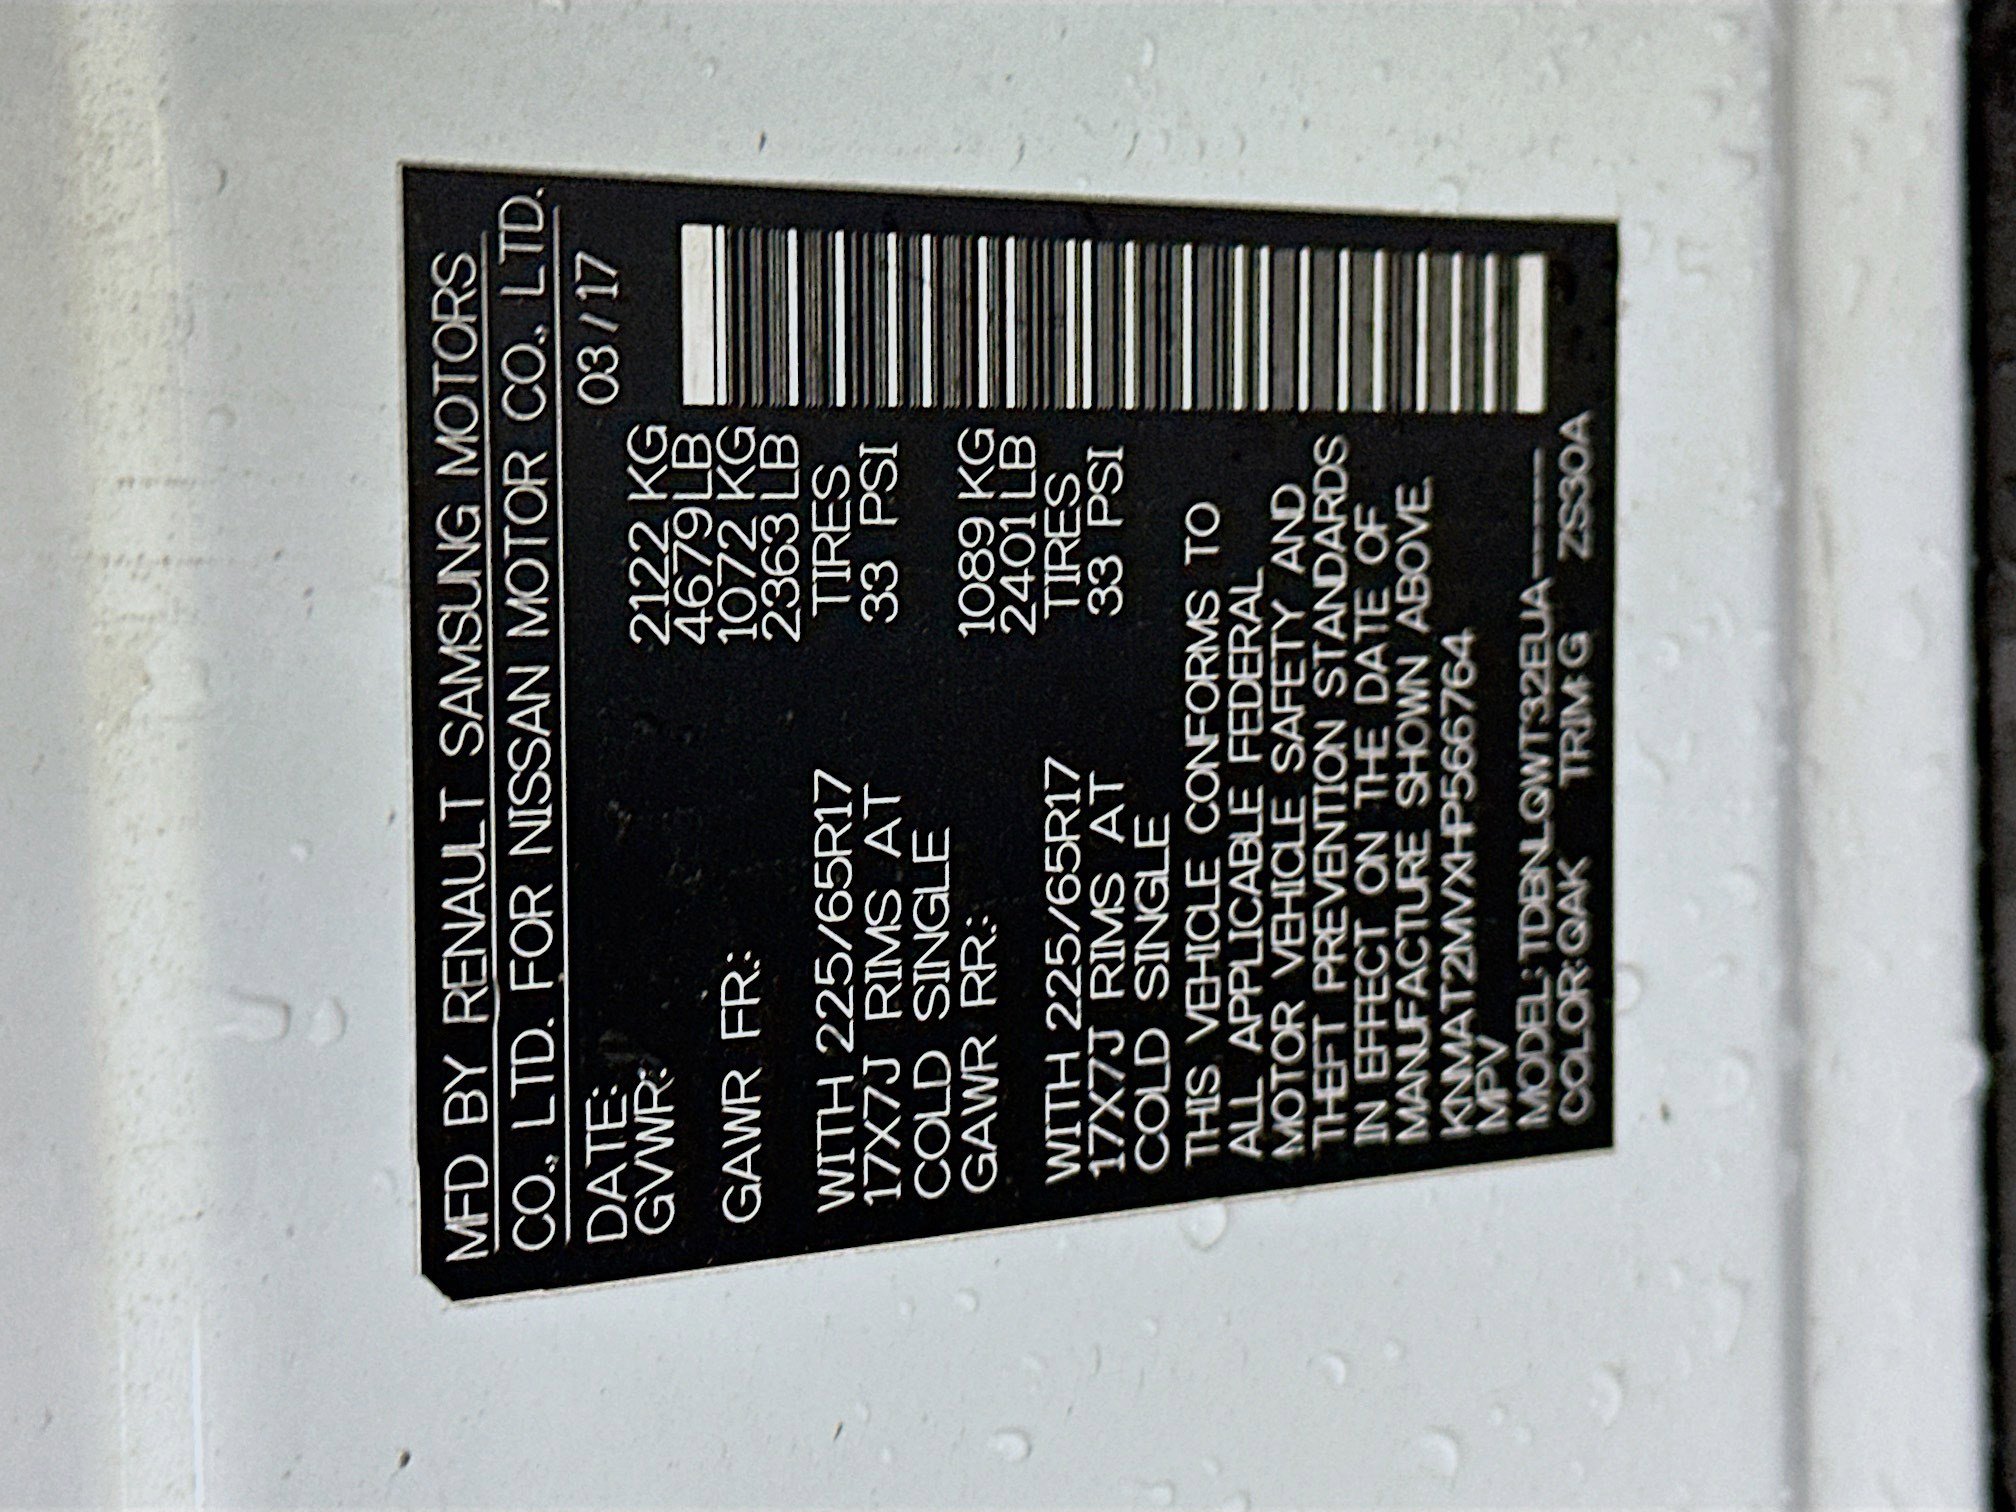 MFD BY RENAULT SAMSUNG MOTORS
CO., LTD. FOR NISSAN MOTOR CO., LTD.
DATE: 03/17
GVWR: 2122 KG
4679 LB
GAWR FR.: 1072 KG
2363 LB
WITH 225/65R17 TIRES
17X7J RIMS AT 33 PSI
COLD SINGLE
GAWR RR.: 1089 KG
2401 LB
WITH 225/65R17 TIRES
17X7J RIMS AT 33 PSI
COLD SINGLE
THIS VEHICLE CONFORMS TO
ALL APPLICABLE FEDERAL
MOTOR VEHICLE SAFETY AND
THEFT PREVENTION STANDARDS
IN EFFECT ON THE DATE OF
MANUFACTURE SHOWN ABOVE.
KNMAT2MVXHP566764
MPV
MODEL: TDBNLQWT32EUA-----
COLOR: QAK TRIM: G ZS30A